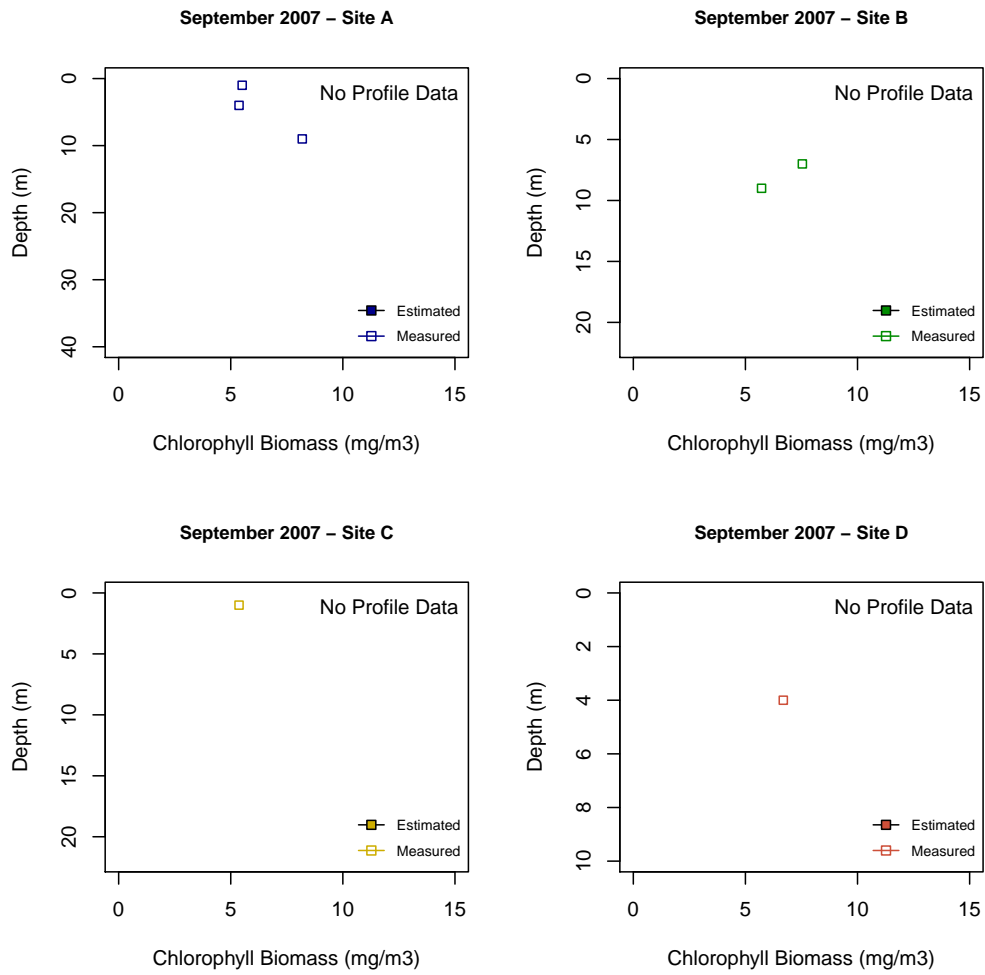 September 2007 – Site A
No Profile Data
0
10
20
30
40
Depth (m)
Estimated
Measured
0 5 10 15
Chlorophyll Biomass (mg/m3)
September 2007 – Site B
No Profile Data
0
5
10
15
20
Depth (m)
Estimated
Measured
0 5 10 15
Chlorophyll Biomass (mg/m3)
September 2007 – Site C
No Profile Data
0
5
10
15
20
Depth (m)
Estimated
Measured
0 5 10 15
Chlorophyll Biomass (mg/m3)
September 2007 – Site D
No Profile Data
0
2
4
6
8
10
Depth (m)
Estimated
Measured
0 5 10 15
Chlorophyll Biomass (mg/m3)